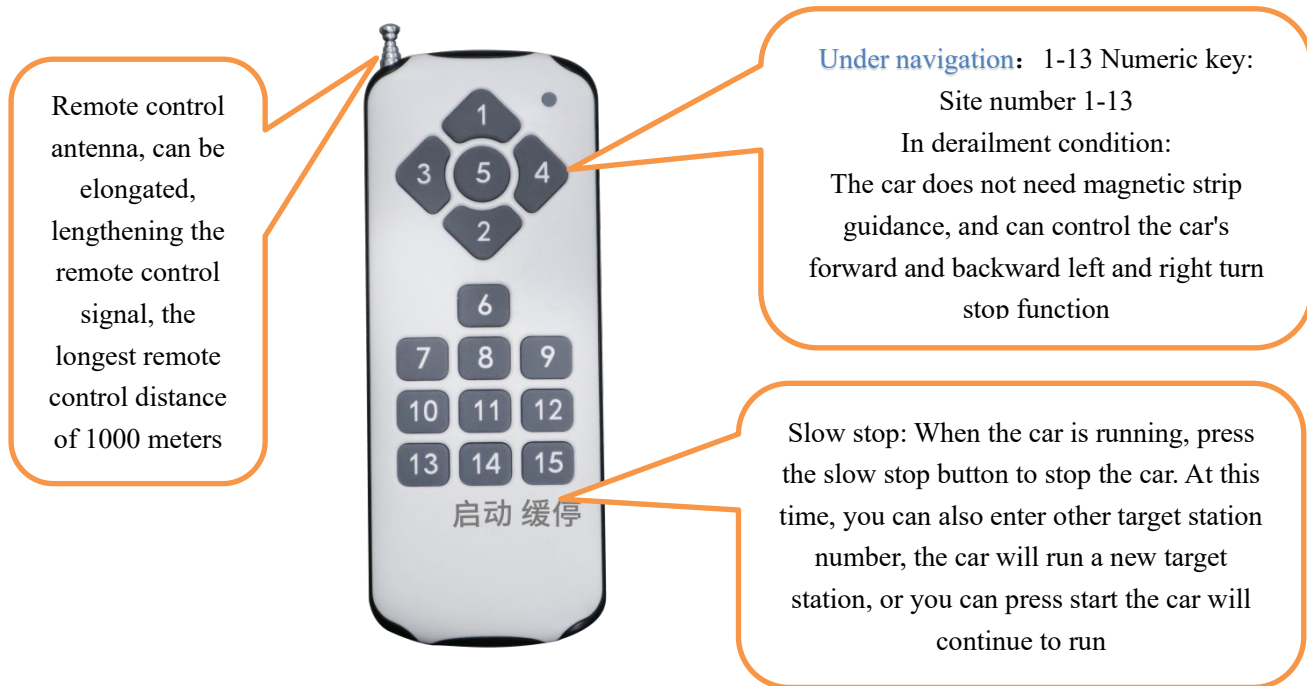 Remote control
antenna, can be
elongated,
lengthening the
remote control
signal, the
longest remote
control distance
of 1000 meters
1
3 5 4
2
6
7 8 9
10 11 12
13 14 15
启动 缓停
Under navigation：1-13 Numeric key:
Site number 1-13
In derailment condition:
The car does not need magnetic strip
guidance, and can control the car's
forward and backward left and right turn
stop function
Slow stop: When the car is running, press
the slow stop button to stop the car. At this
time, you can also enter other target station
number, the car will run a new target
station, or you can press start the car will
continue to run